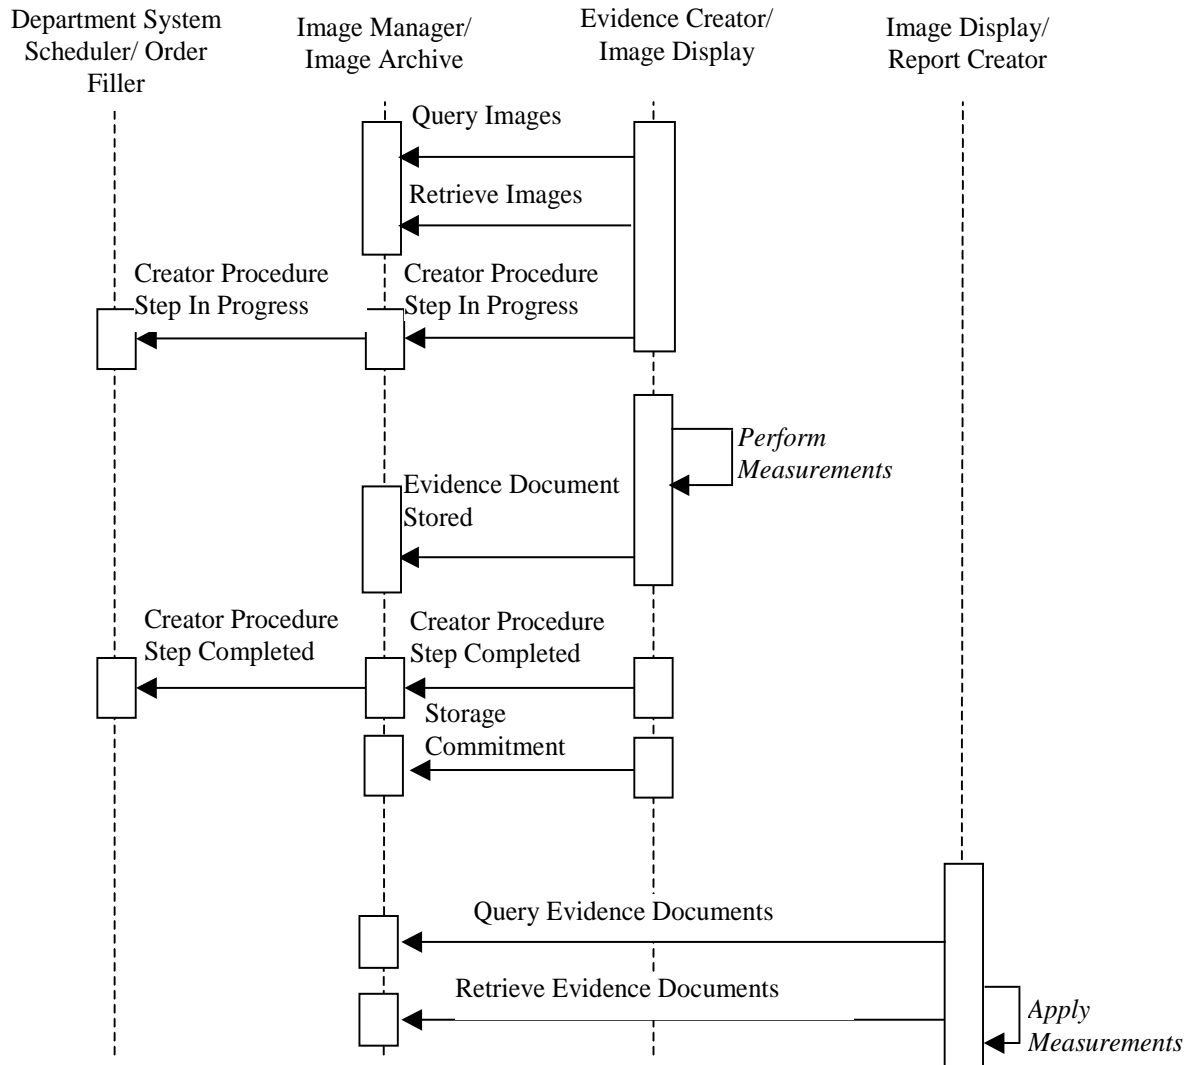 Department System
Scheduler/ Order
Filler
Image Manager/
Image Archive
Evidence Creator/
Image Display
Image Display/
Report Creator
Query Images
Retrieve Images
Creator Procedure
Step In Progress
Creator Procedure
Step In Progress
Perform
Measurements
Evidence Document
Stored
Creator Procedure
Step Completed
Creator Procedure
Step Completed
Storage
Commitment
Query Evidence Documents
Retrieve Evidence Documents
Apply
Measurements